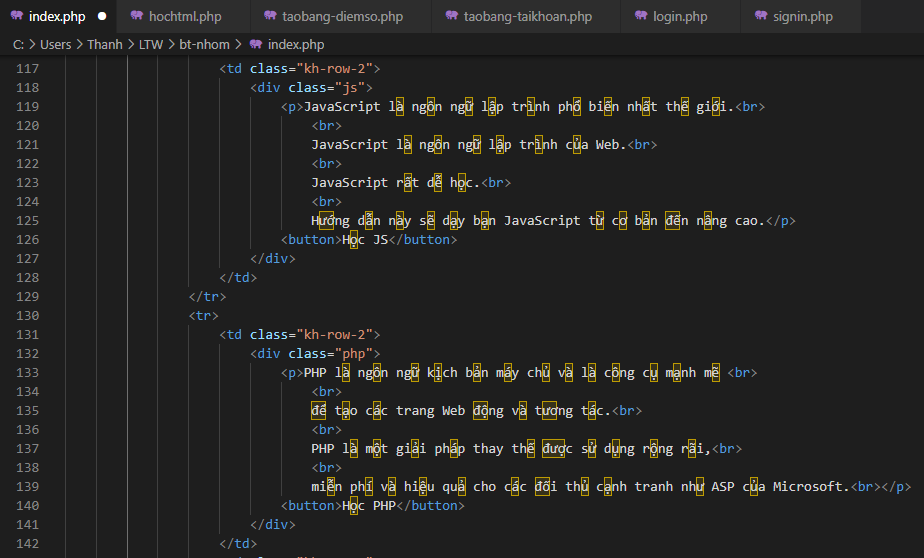 index.php ● hochtml.php taobang-diemso.php taobang-taikhoan.php login.php signin.php
C: > Users > Thanh > LTW > bt-nhom > index.php
117 <td class="kh-row-2">
118 <div class="js">
119 <p>JavaScript là ngôn ngữ lập trình phổ biến nhất thế giới.<br>
120 <br>
121 JavaScript là ngôn ngữ lập trình của Web.<br>
122 <br>
123 JavaScript rất dễ học.<br>
124 <br>
125 Hướng dẫn này sẽ dạy bạn JavaScript từ cơ bản đến nâng cao.</p>
126 <button>Học JS</button>
127 </div>
128 </td>
129 </tr>
130 <tr>
131 <td class="kh-row-2">
132 <div class="php">
133 <p>PHP là ngôn ngữ kịch bản máy chủ và là công cụ mạnh mẽ <br>
134 <br>
135 để tạo các trang Web động và tương tác.<br>
136 <br>
137 PHP là một giải pháp thay thế được sử dụng rộng rãi,<br>
138 <br>
139 miễn phí và hiệu quả cho các đối thủ cạnh tranh như ASP của Microsoft.<br></p>
140 <button>Học PHP</button>
141 </div>
142 </td>